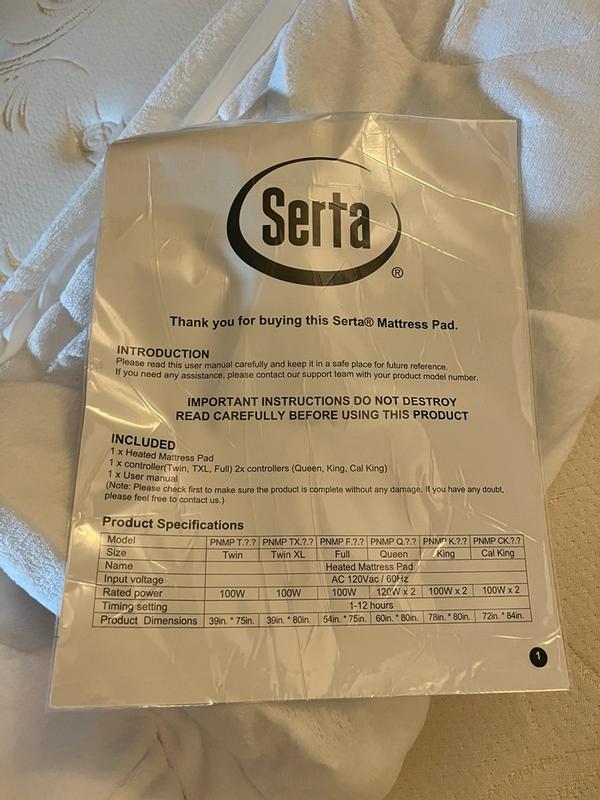 Serta
®
Thank you for buying this Serta® Mattress Pad.
INTRODUCTION
Please read this user manual carefully and keep it in a safe place for future reference.
If you need any assistance, please contact our support team with your product model number.
IMPORTANT INSTRUCTIONS DO NOT DESTROY
READ CAREFULLY BEFORE USING THIS PRODUCT
INCLUDED
1 x Heated Mattress Pad
1 x controller(Twin, TXL, Full) 2x controllers (Queen, King, Cal King)
1 x User manual
(Note: Please check first to make sure the product is complete without any damage. If you have any doubt,
please feel free to contact us.)
Product Specifications
Model PNMP T.?.? PNMP TX.?.? PNMP F.?.? PNMP Q.?.? PNMP K.?.? PNMP CK.?.?
Size Twin Twin XL Full Queen King Cal King
Name Heated Mattress Pad
Input voltage AC 120Vac / 60Hz
Rated power 100W 100W 100W 120W x 2 100W x 2 100W x 2
Timing setting 1-12 hours
Product Dimensions 39in. * 75in. 39in. * 80in. 54in. * 75in. 60in. * 80in. 78in. * 80in. 72in. * 84in.
1